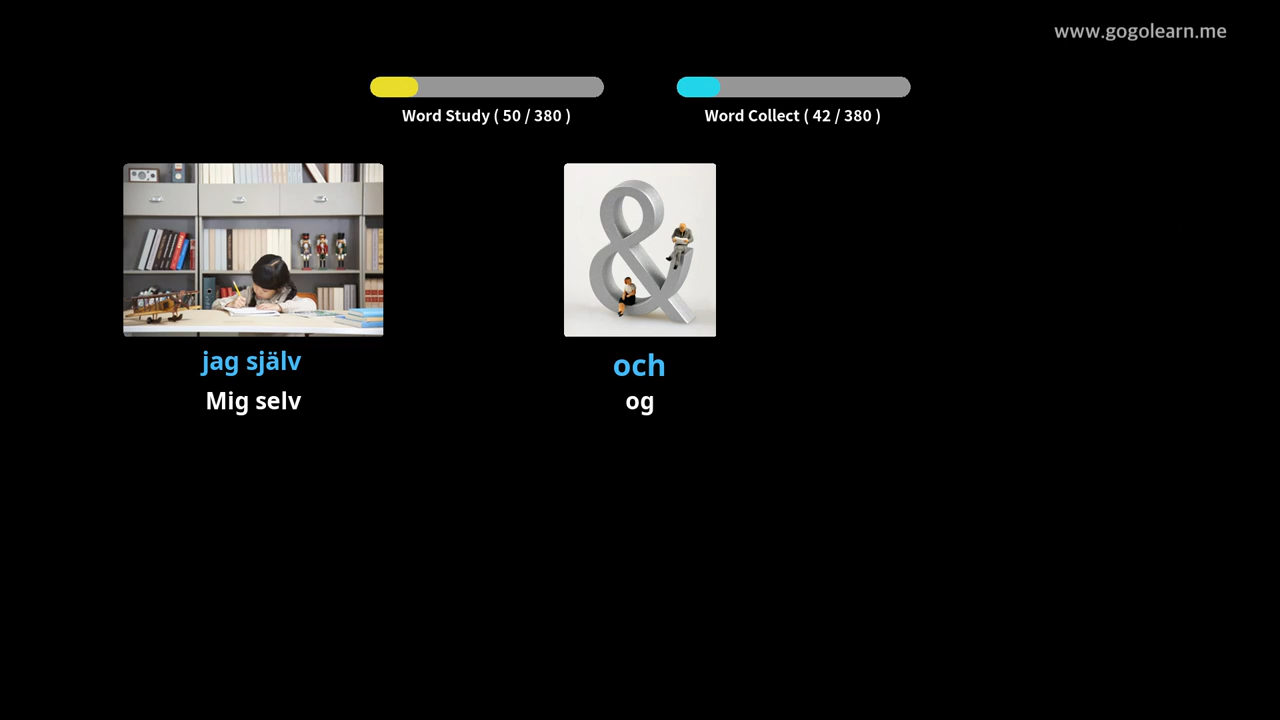 www.gogolearn.me
Word Study ( 50 / 380 )
Word Collect ( 42 / 380 )
jag själv
Mig selv
och
og